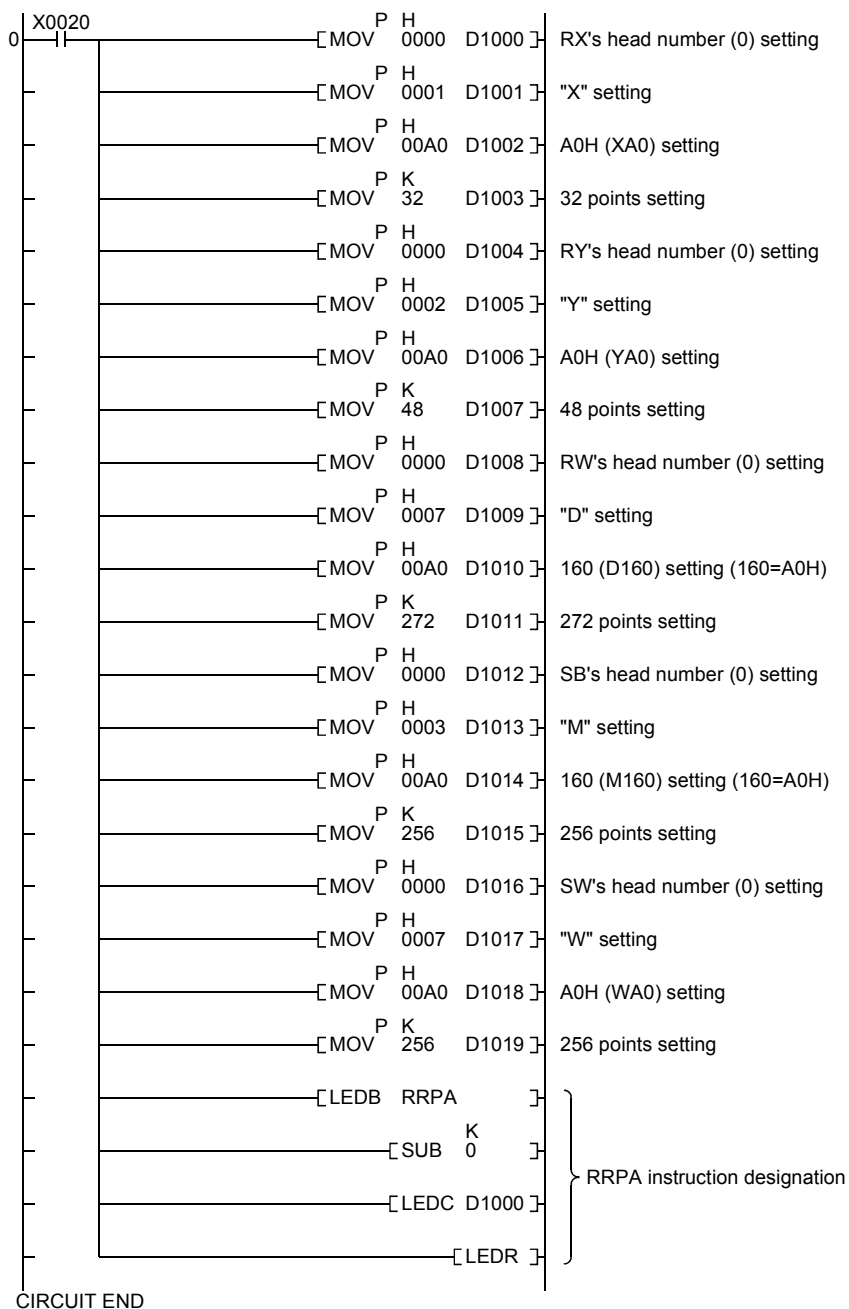 X0020
P H
0 MOV 0000 D1000 RX's head number (0) setting
P H
MOV 0001 D1001 "X" setting
P H
MOV 00A0 D1002 A0H (XA0) setting
P K
MOV 32 D1003 32 points setting
P H
MOV 0000 D1004 RY's head number (0) setting
P H
MOV 0002 D1005 "Y" setting
P H
MOV 00A0 D1006 A0H (YA0) setting
P K
MOV 48 D1007 48 points setting
P H
MOV 0000 D1008 RW's head number (0) setting
P H
MOV 0007 D1009 "D" setting
P H
MOV 00A0 D1010 160 (D160) setting (160=A0H)
P K
MOV 272 D1011 272 points setting
P H
MOV 0000 D1012 SB's head number (0) setting
P H
MOV 0003 D1013 "M" setting
P H
MOV 00A0 D1014 160 (M160) setting (160=A0H)
P K
MOV 256 D1015 256 points setting
P H
MOV 0000 D1016 SW's head number (0) setting
P H
MOV 0007 D1017 "W" setting
P H
MOV 00A0 D1018 A0H (WA0) setting
P K
MOV 256 D1019 256 points setting
LEDB RRPA
K
SUB 0
RRPA instruction designation
LEDC D1000
LEDR
CIRCUIT END